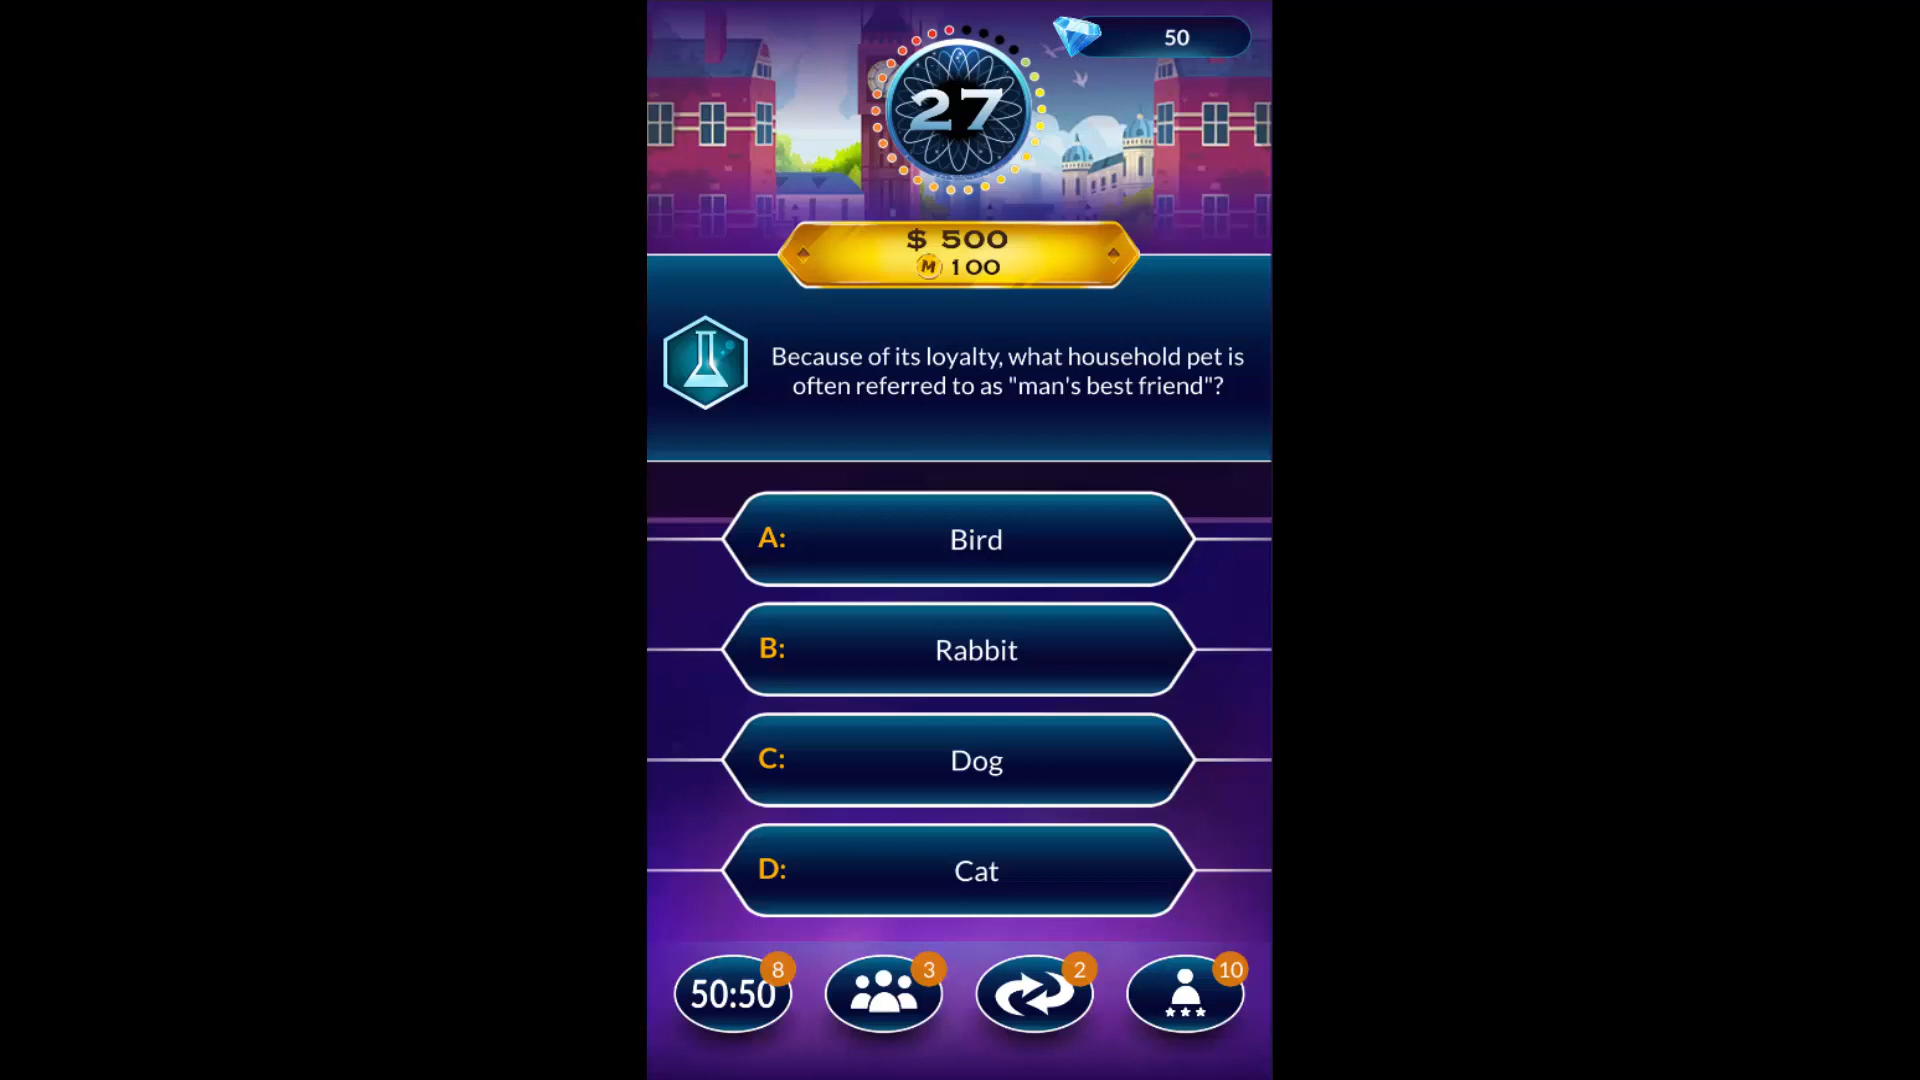 50
27
$ 500
M 100
Because of its loyalty, what household pet is
often referred to as "man's best friend"?
A: Bird
B: Rabbit
C: Dog
D: Cat
8 3 2 10
50:50